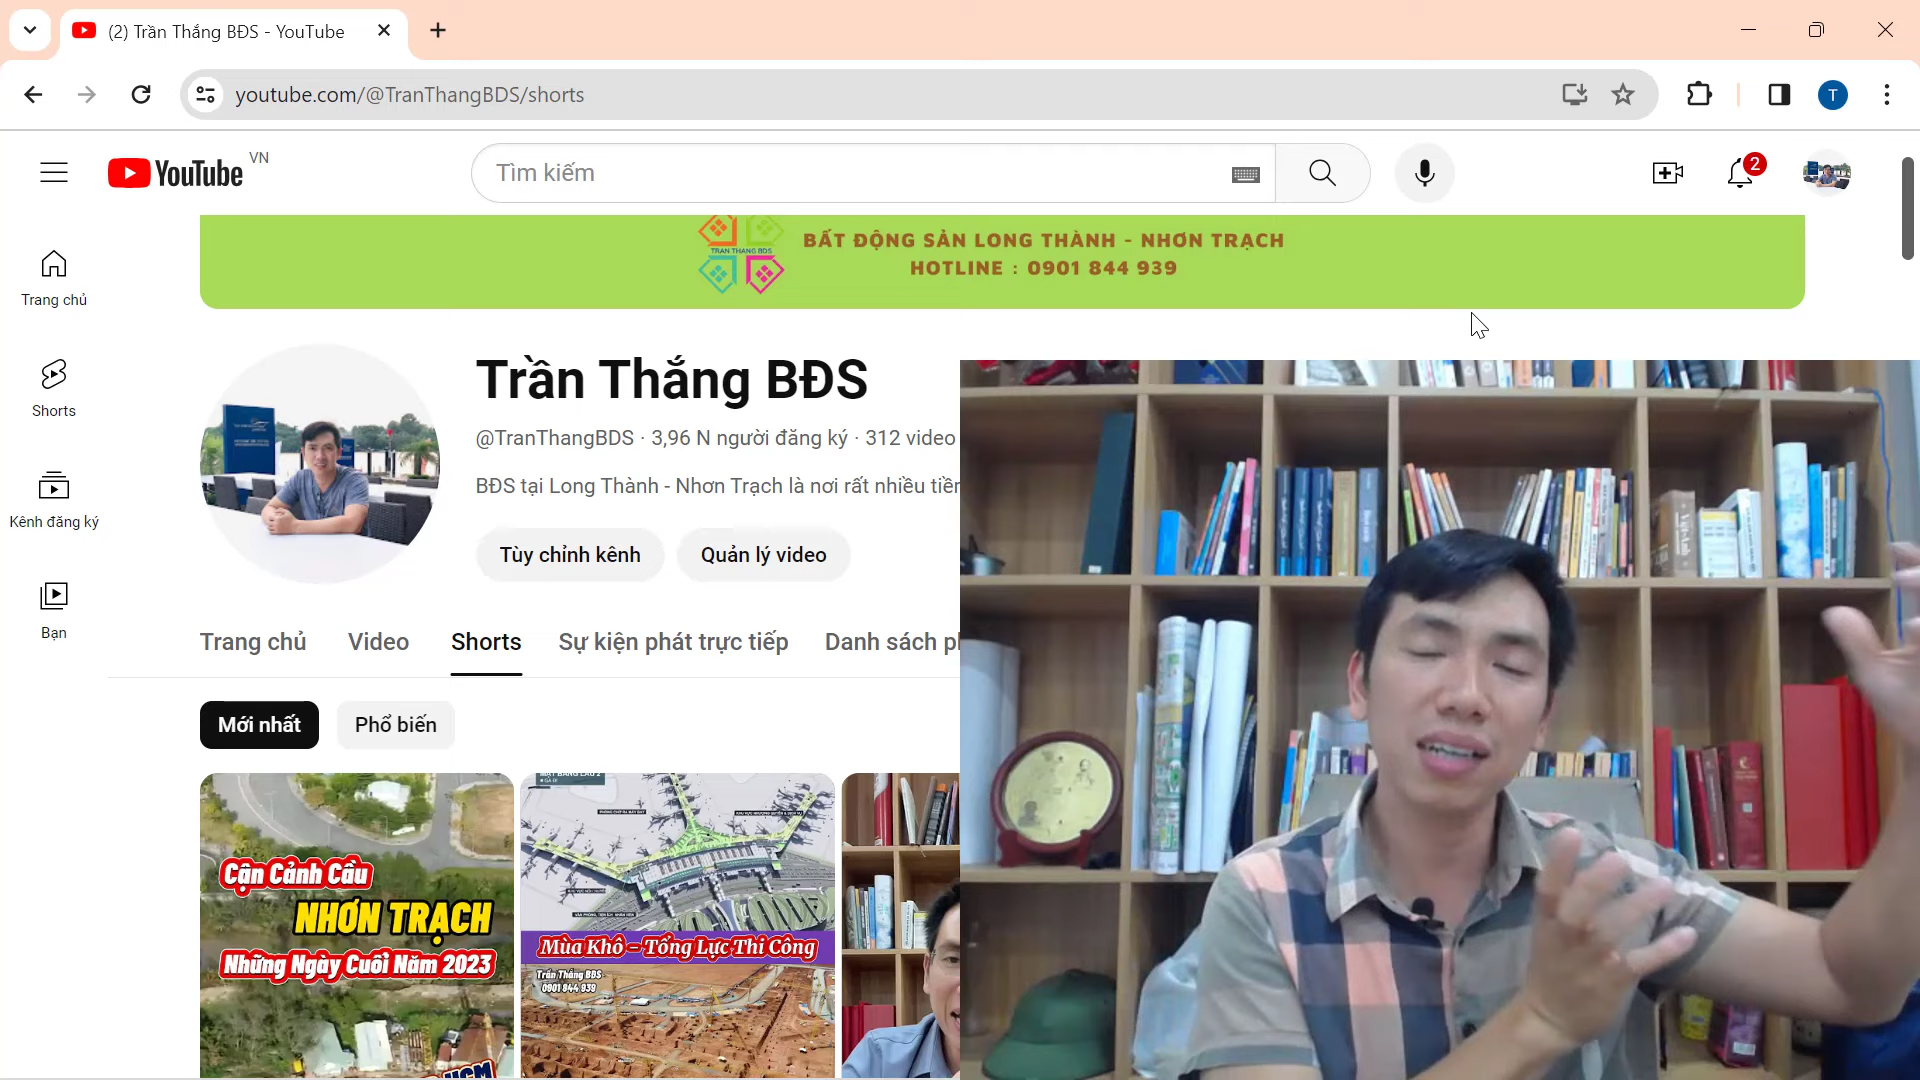 (2) Trần Thắng BĐS - YouTube
youtube.com/@TranThangBDS/shorts
T
YouTube VN
Tìm kiếm
2
TRAN THANG BDS
BẤT ĐỘNG SẢN LONG THÀNH - NHƠN TRẠCH
HOTLINE : 0901 844 939
Trang chủ
Shorts
Kênh đăng ký
Bạn
Trần Thắng BĐS
@TranThangBDS · 3,96 N người đăng ký · 312 video
BĐS tại Long Thành - Nhơn Trạch là nơi rất nhiều
Tùy chỉnh kênh
Quản lý video
Trang chủ
Video
Shorts
Sự kiện phát trực tiếp
Danh sách
Mới nhất
Phổ biến
Cận Cảnh Cầu
NHƠN TRẠCH
Những Ngày Cuối Năm 2023
HCM
Mùa Khô - Tổng Lực Thi Công
Trần Thắng BĐS
0901 844 939